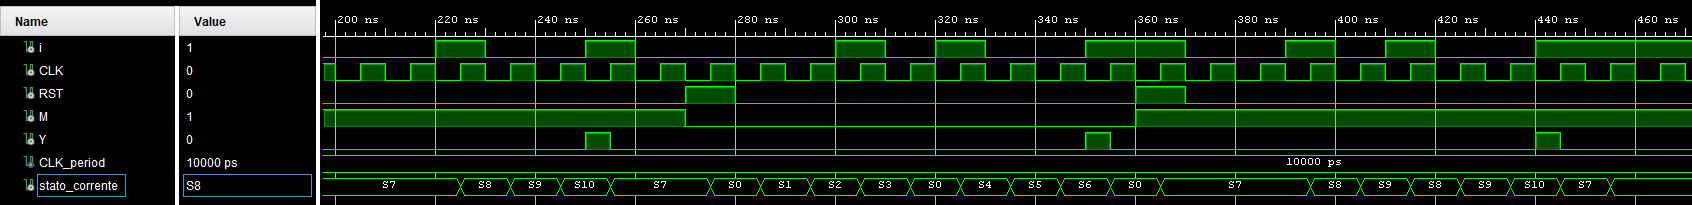 Name Value 200 ns 220 ns 240 ns 260 ns 280 ns 300 ns 320 ns 340 ns 360 ns 380 ns 400 ns 420 ns 440 ns 460 ns
i 1
CLK 0
RST 0
M 1
Y 0
CLK_period 10000 ps 10000 ps
stato_corrente S8 S7 S8 S9 S10 S7 S0 S1 S2 S3 S0 S4 S5 S6 S0 S7 S8 S9 S8 S9 S10 S7